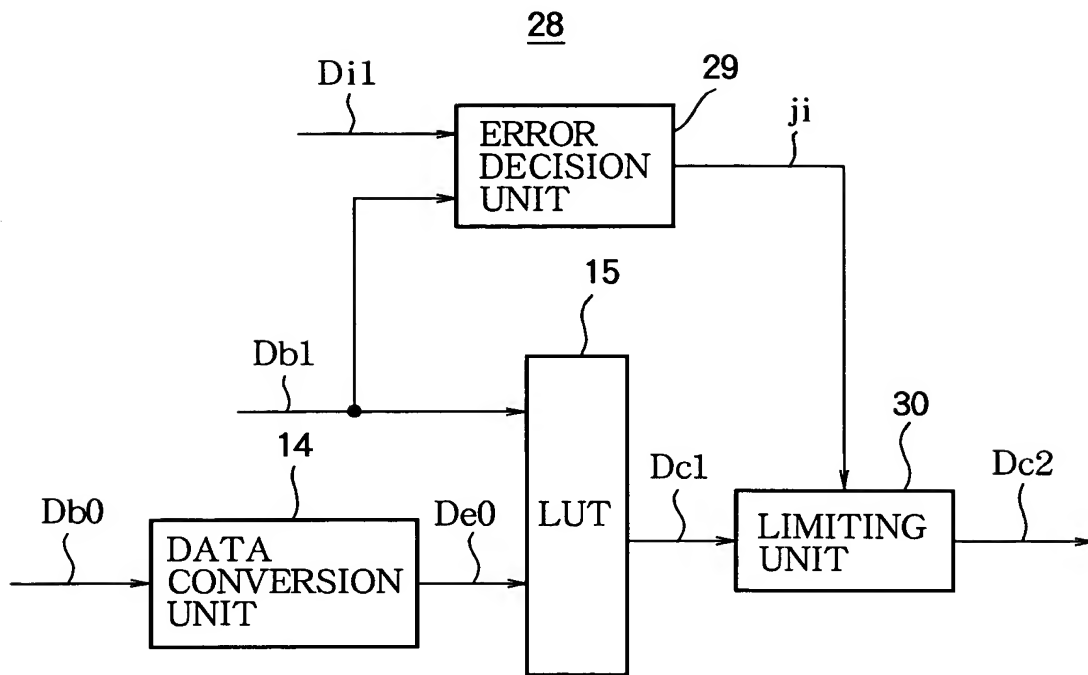 28
Di1
29
ERROR
DECISION
UNIT
ji
15
Db1
14
30
Db0
DATA
CONVERSION
UNIT
De0
LUT
Dc1
LIMITING
UNIT
Dc2